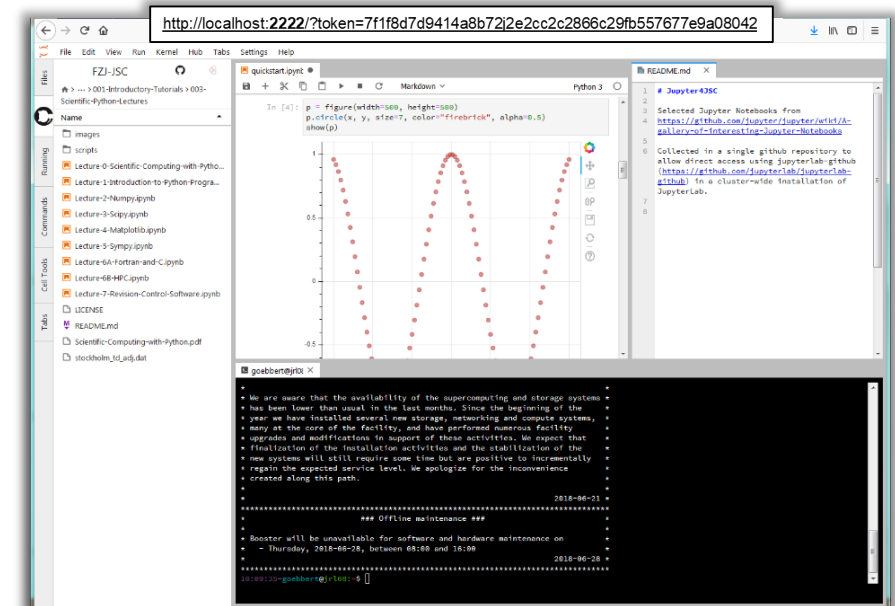 http://localhost:2222/?token=7f1f8d7d9414a8b72j2e2cc2c2866c29fb557677e9a08042
File Edit View Run Kernel Hub Tabs Settings Help
Files
Running
Commands
Cell Tools
Tabs
FZJ-JSC
> ··· > 001-Introductory-Tutorials > 003-
Scientific-Python-Lectures
Name
images
scripts
Lecture-0-Scientific-Computing-with-Pytho...
Lecture-1-Introduction-to-Python-Progra...
Lecture-2-Numpy.ipynb
Lecture-3-Scipy.ipynb
Lecture-4-Matplotlib.ipynb
Lecture-5-Sympy.ipynb
Lecture-6A-Fortran-and-C.ipynb
Lecture-6B-HPC.ipynb
Lecture-7-Revision-Control-Software.ipynb
LICENSE
README.md
Scientific-Computing-with-Python.pdf
stockholm_td_adj.dat
quickstart.ipynb
Markdown
Python 3
In [4]: p = figure(width=500, height=500)
p.circle(x, y, size=7, color="firebrick", alpha=0.5)
show(p)
1
0.5
0
-0.5
README.md
1 # Jupyter4JSC
2
3 Selected Jupyter Notebooks from
4 https://github.com/jupyter/jupyter/wiki/A-
gallery-of-interesting-Jupyter-Notebooks
5
6 Collected in a single github repository to
allow direct access using jupyterlab-github
(https://github.com/jupyterlab/jupyterlab-
github) in a cluster-wide installation of
JupyterLab.
7
8
goebbert@jrl08
* *
* We are aware that the availability of the supercomputing and storage systems *
* has been lower than usual in the last months. Since the beginning of the *
* year we have installed several new storage, networking and compute systems, *
* many at the core of the facility, and have performed numerous facility *
* upgrades and modifications in support of these activities. We expect that *
* finalization of the installation activities and the stabilization of the *
* new systems will still require some time but are positive to incrementally *
* regain the expected service level. We apologize for the inconvenience *
* created along this path. *
* *
* 2018-06-21 *
*******************************************************************************
* ### Offline maintenance ### *
* *
* Booster will be unavailable for software and hardware maintenance on *
* - Thursday, 2018-06-28, between 08:00 and 16:00 *
* 2018-06-28 *
*******************************************************************************
10:09:35-goebbert@jrl08:~$